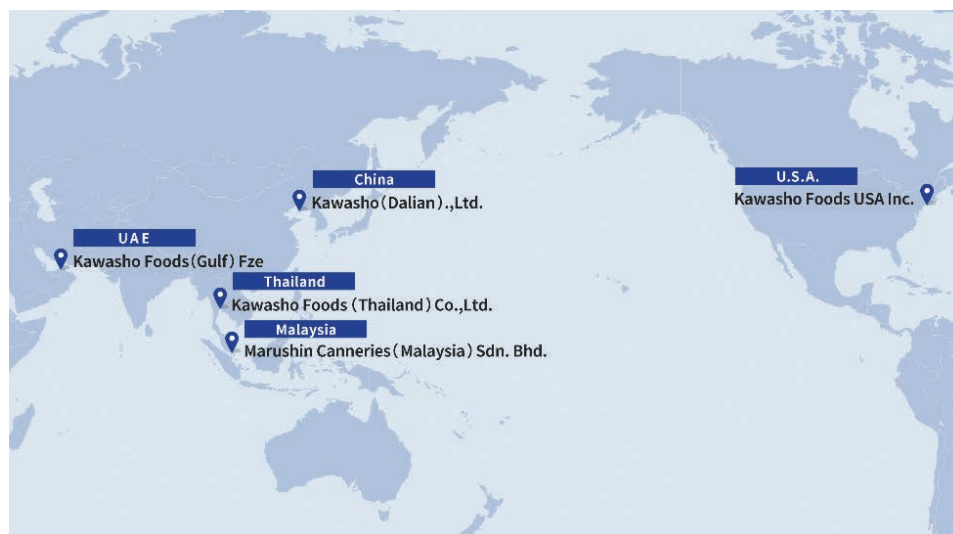 China
Kawasho(Dalian).,Ltd.
U.S.A.
Kawasho Foods USA Inc.
UAE
Kawasho Foods(Gulf) Fze
Thailand
Kawasho Foods (Thailand) Co.,Ltd.
Malaysia
Marushin Canneries(Malaysia) Sdn. Bhd.